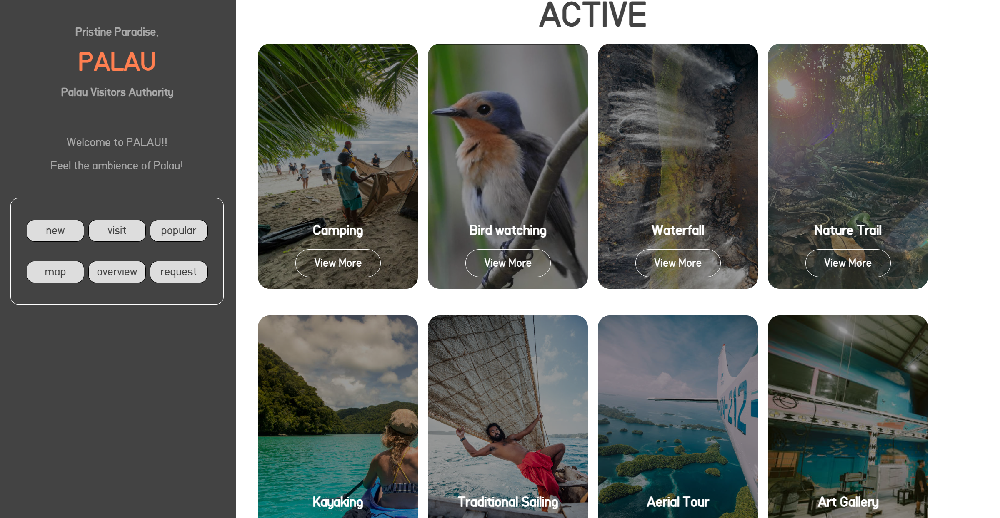 Pristine Paradise.
PALAU
Palau Visitors Authority
Welcome to PALAU!!
Feel the ambience of Palau!
new visit popular
map overview request
ACTIVE
Camping
View More
Bird watching
View More
Waterfall
View More
Nature Trail
View More
Kayaking
Traditional Sailing
212
Aerial Tour
Art Gallery